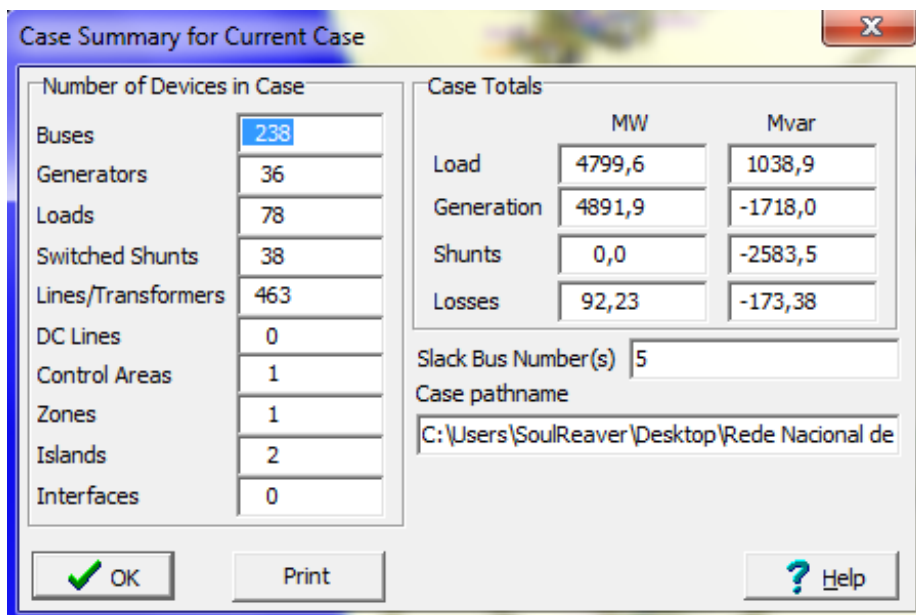 Case Summary for Current Case
Number of Devices in Case
Buses 238
Generators 36
Loads 78
Switched Shunts 38
Lines/Transformers 463
DC Lines 0
Control Areas 1
Zones 1
Islands 2
Interfaces 0
Case Totals
MW Mvar
Load 4799,6 1038,9
Generation 4891,9 -1718,0
Shunts 0,0 -2583,5
Losses 92,23 -173,38
Slack Bus Number(s) 5
Case pathname
C:\Users\SoulReaver\Desktop\Rede Nacional de
OK Print Help